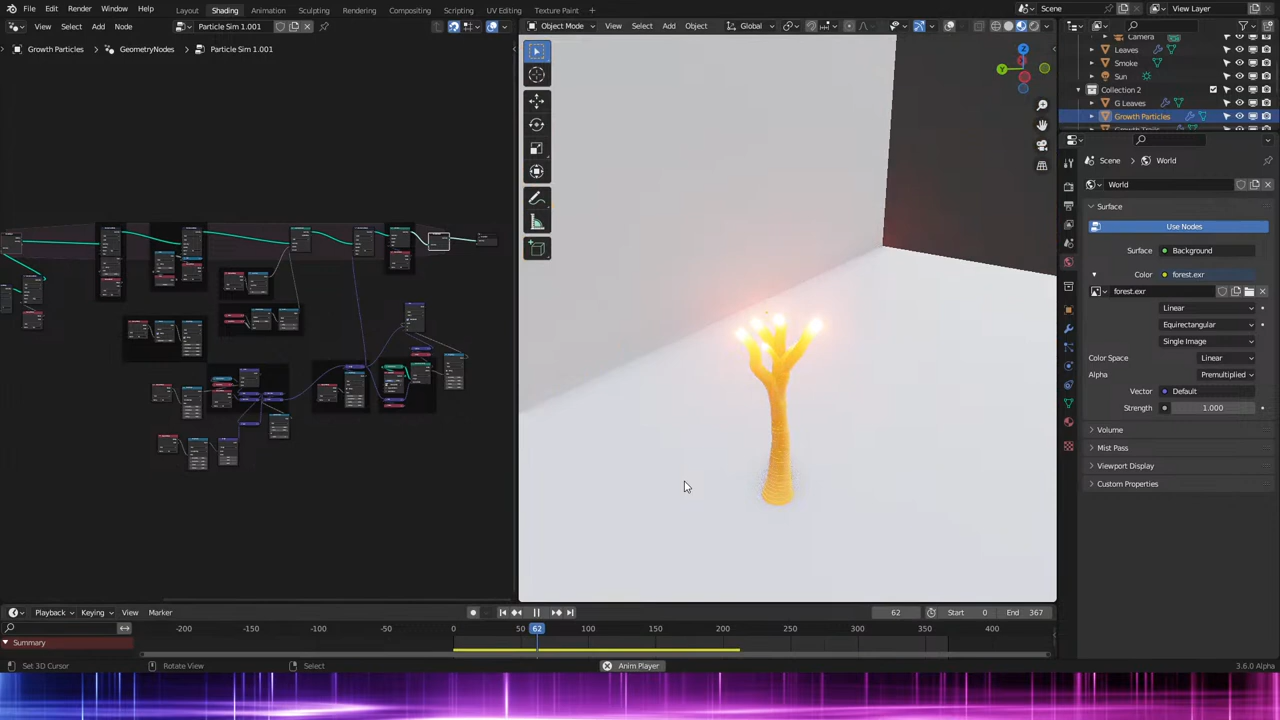 File Edit Render Window Help Layout Shading Animation Rendering Compositing Scripting UV Editing Texture Paint + Scene View Layer
View Select Add Node Particle Sim 1.001 Object Mode View Select Add Object Global
Growth Particles > GeometryNodes > Particle Sim 1.001
Camera
Leaves
Smoke
Sun
Collection 2
G Leaves
Growth Particles
Growth Trails
Z
Y
Scene > World
World
Surface
Use Nodes
Surface Background
Color forest.exr
forest.exr
Linear
Equirectangular
Single Image
Color Space Linear
Alpha Premultiplied
Vector Default
Strength 1.000
Volume
Mist Pass
Viewport Display
Custom Properties
Playback Keying View Marker 62 Start 0 End 367
-200 -150 -100 -50 0 50 62 100 150 200 250 300 350 400
Summary
Set 3D Cursor Rotate View Select Anim Player 3.6.0 Alpha